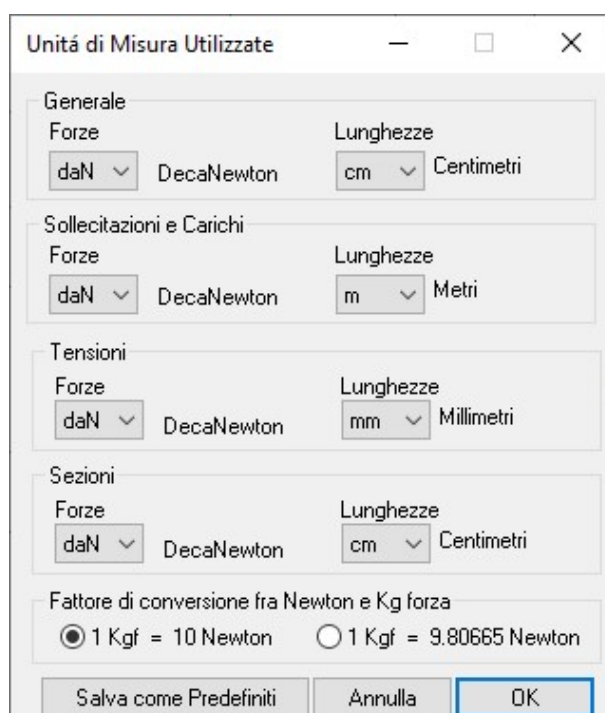 Unitá di Misura Utilizzate
Generale
Forze Lunghezze
daN DecaNewton cm Centimetri
Sollecitazioni e Carichi
Forze Lunghezze
daN DecaNewton m Metri
Tensioni
Forze Lunghezze
daN DecaNewton mm Millimetri
Sezioni
Forze Lunghezze
daN DecaNewton cm Centimetri
Fattore di conversione fra Newton e Kg forza
1 Kgf = 10 Newton 1 Kgf = 9.80665 Newton
Salva come Predefiniti Annulla OK